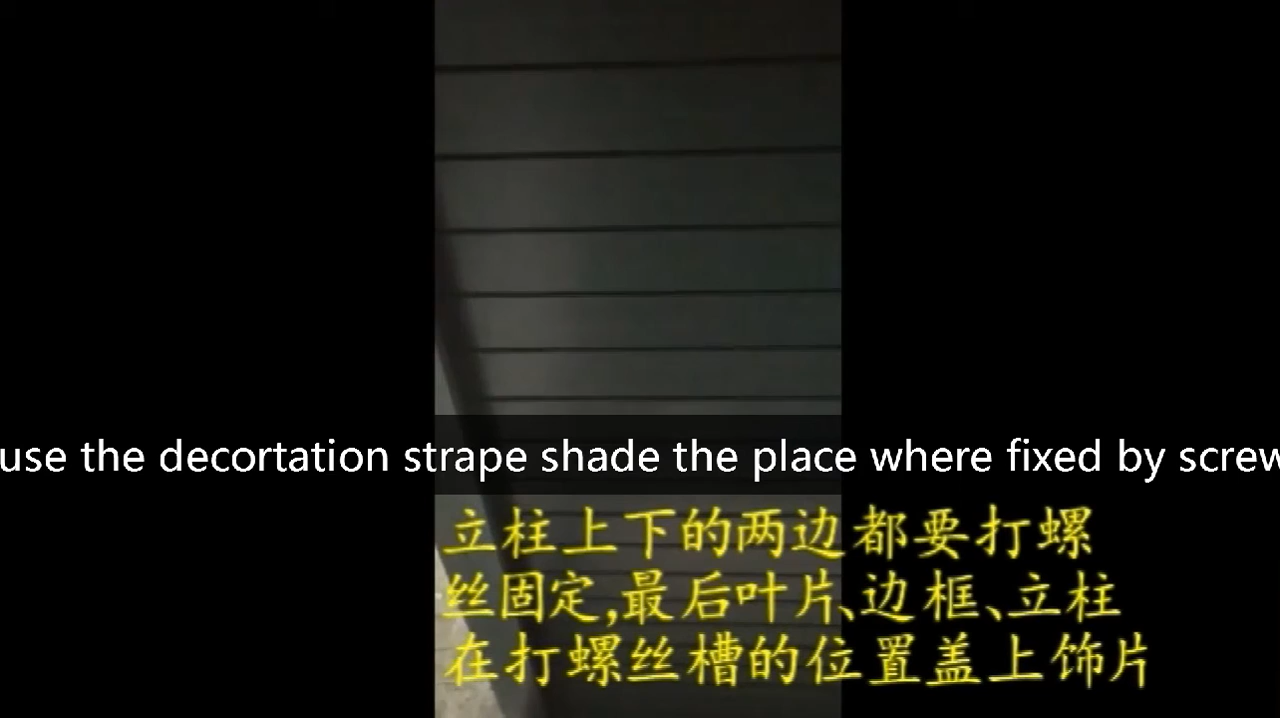 use the decortation strape shade the place where fixed by screw
立柱上下的两边都要打螺
丝固定,最后叶片、边框、立柱
在打螺丝槽的位置盖上饰片